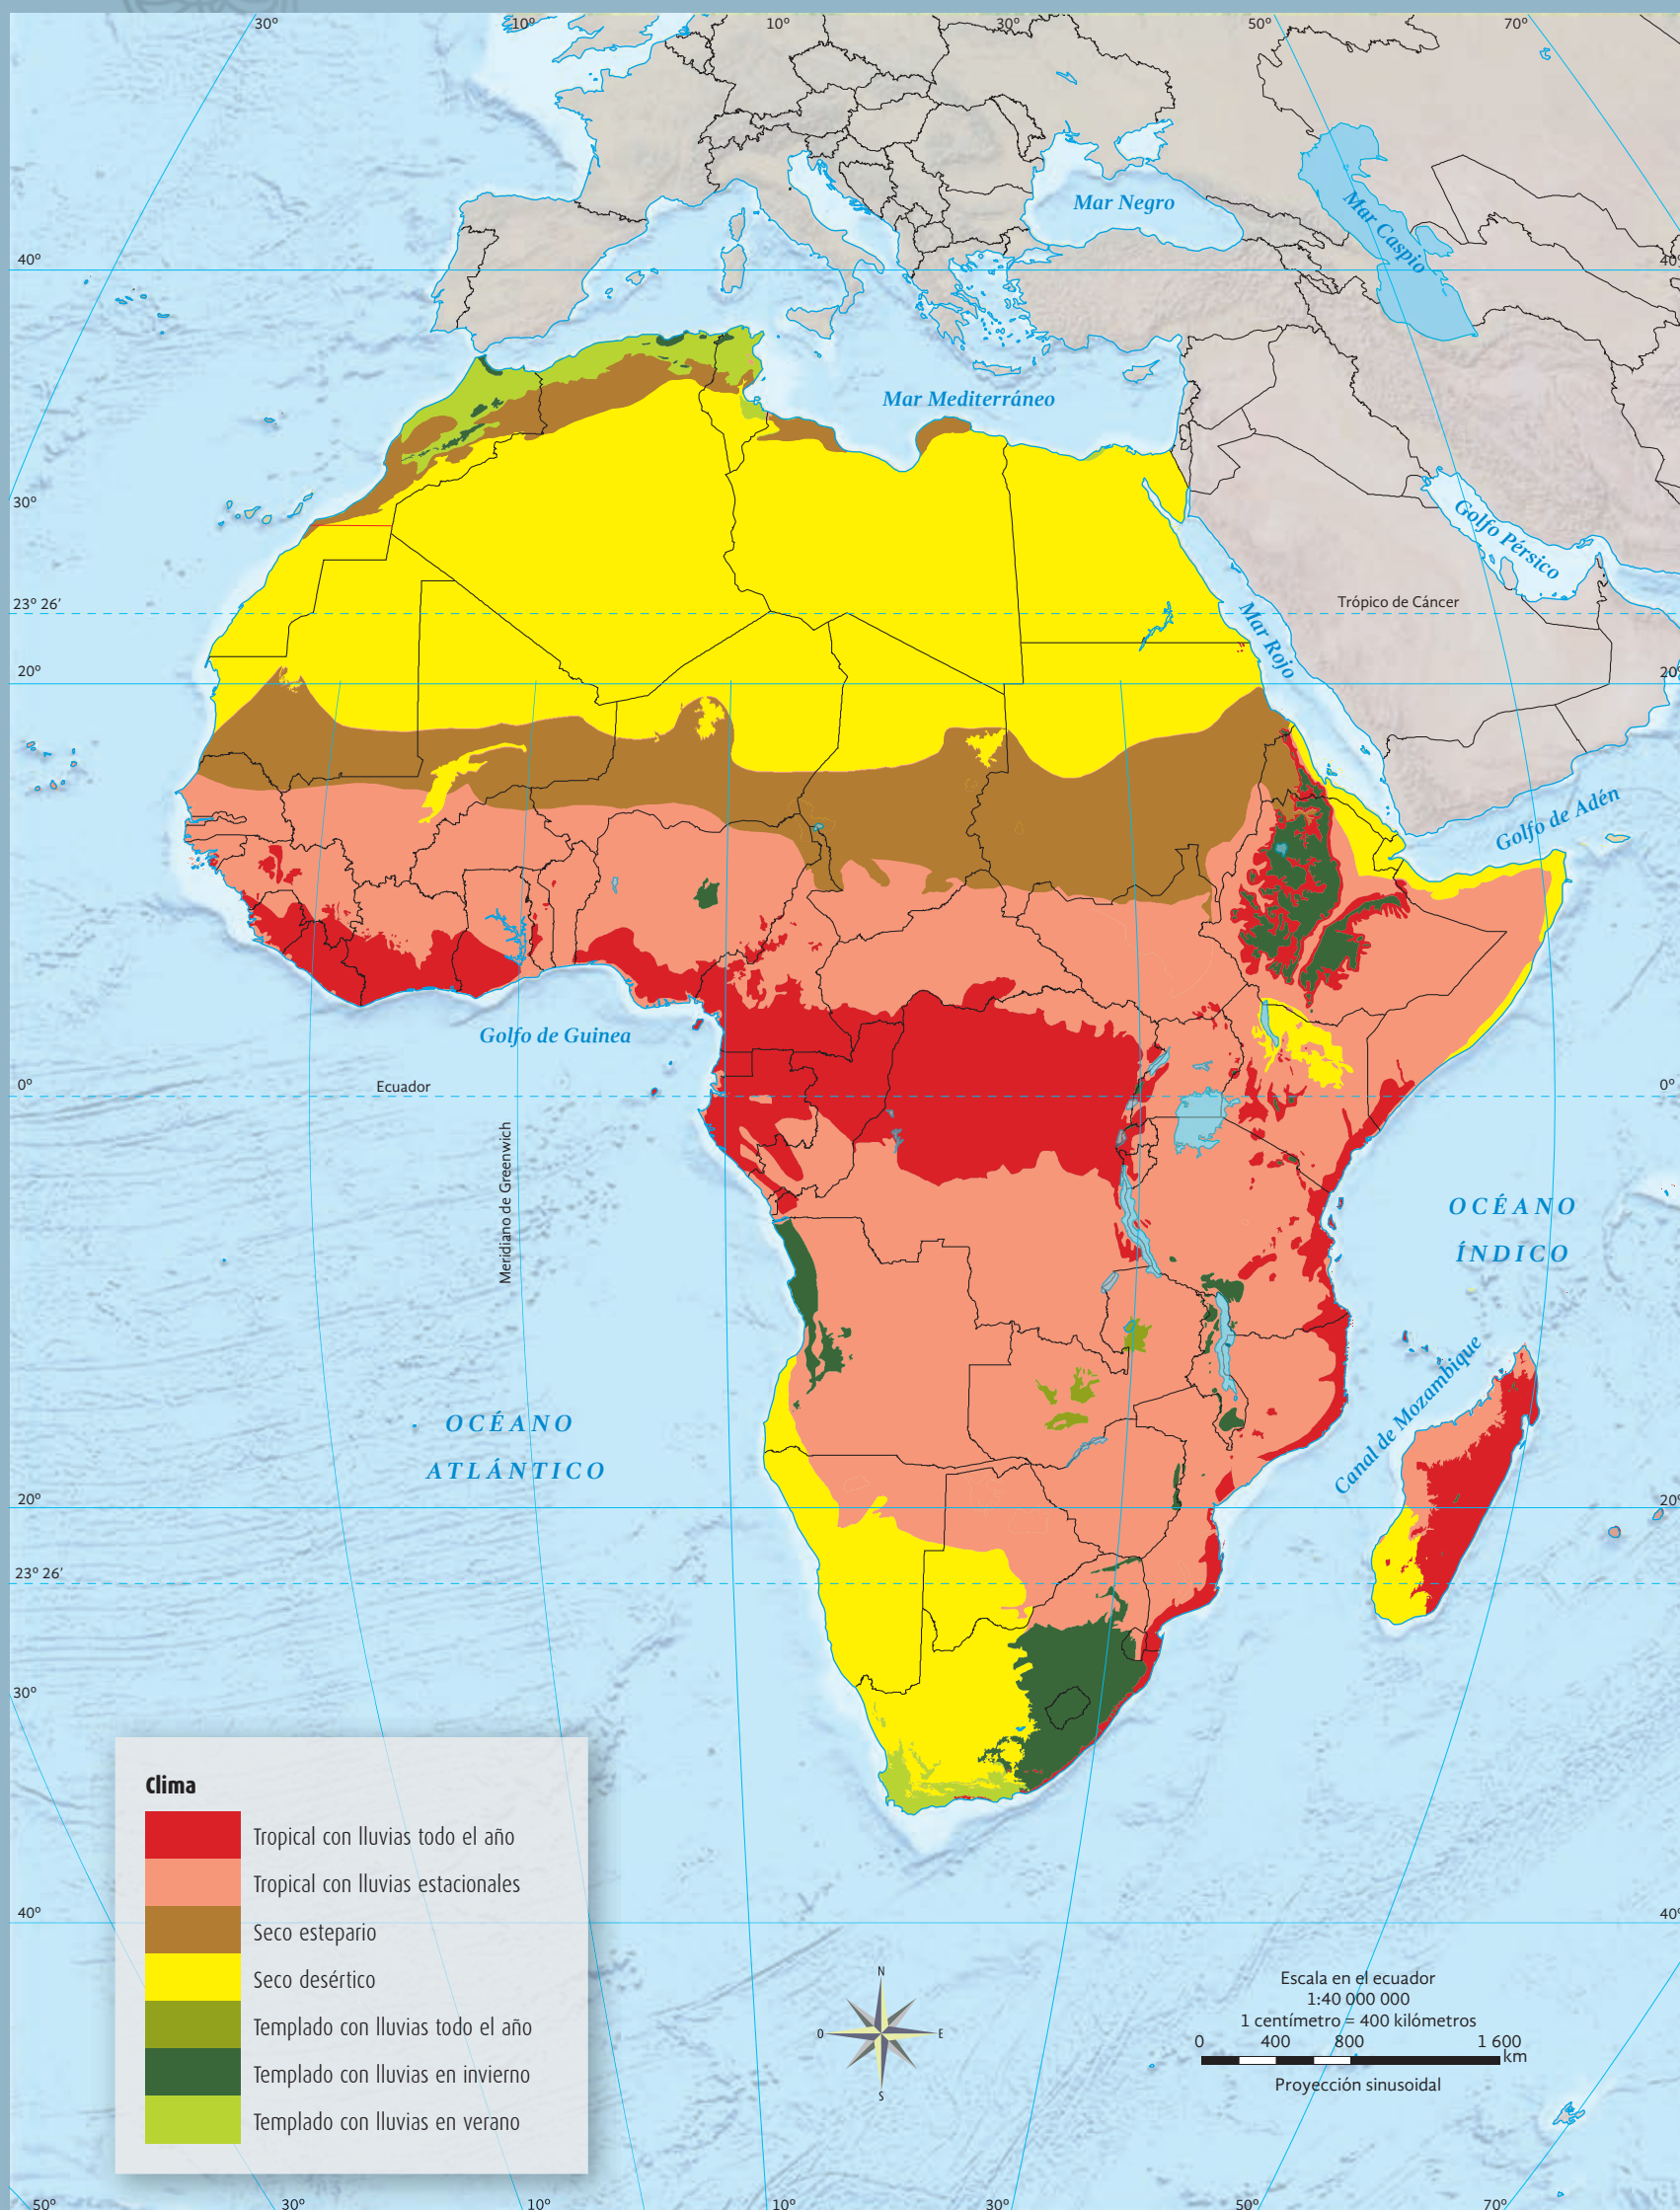 30º
10º
10º
30º
50º
70º
Mar Negro
Mar Caspio
40º
40º
Mar Mediterráneo
30º
Golfo Pérsico
23º 26′
Trópico de Cáncer
Mar Rojo
20º
20º
Golfo de Adén
Golfo de Guinea
0º
Ecuador
0º
Meridiano de Greenwich
OCÉANO
ÍNDICO
Canal de Mozambique
OCÉANO
ATLÁNTICO
20º
20º
23º 26′
30º
Clima
Tropical con lluvias todo el año
Tropical con lluvias estacionales
Seco estepario
Seco desértico
Templado con lluvias todo el año
Templado con lluvias en invierno
Templado con lluvias en verano
40º
40º
N
O
E
S
Escala en el ecuador
1:40 000 000
1 centímetro = 400 kilómetros
0 400 800 1 600
km
Proyección sinusoidal
50º
30º
10º
10º
30º
50º
70º